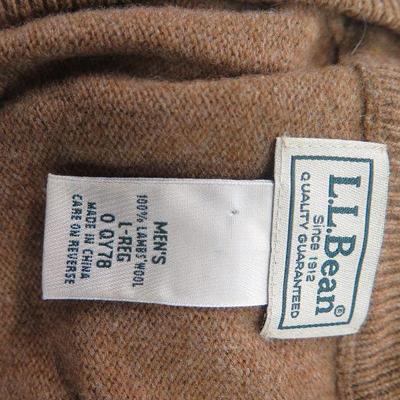 L.L.Bean®
Since 1912
QUALITY GUARANTEED
MEN'S
100% LAMBS' WOOL
L-REG
0 QY78
MADE IN CHINA
CARE ON REVERSE